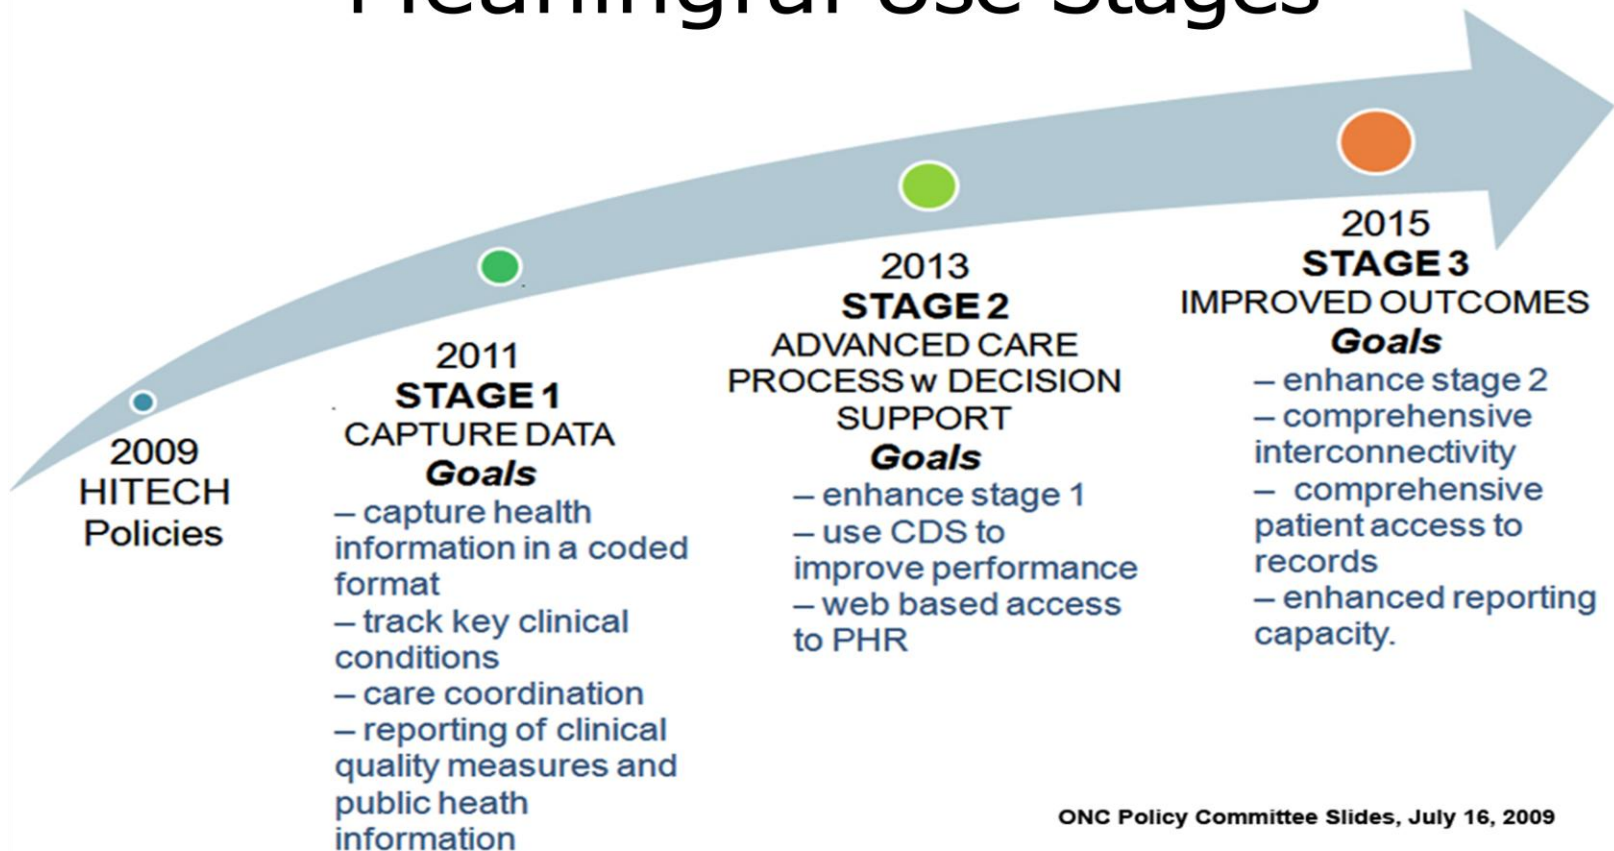 Meaningful Use Stages
2009
HITECH
Policies
2011
STAGE 1
CAPTURE DATA
Goals
– capture health
information in a coded
format
– track key clinical
conditions
– care coordination
– reporting of clinical
quality measures and
public heath
information
2013
STAGE 2
ADVANCED CARE
PROCESS w DECISION
SUPPORT
Goals
– enhance stage 1
– use CDS to
improve performance
– web based access
to PHR
2015
STAGE 3
IMPROVED OUTCOMES
Goals
– enhance stage 2
– comprehensive
interconnectivity
– comprehensive
patient access to
records
– enhanced reporting
capacity.
ONC Policy Committee Slides, July 16, 2009